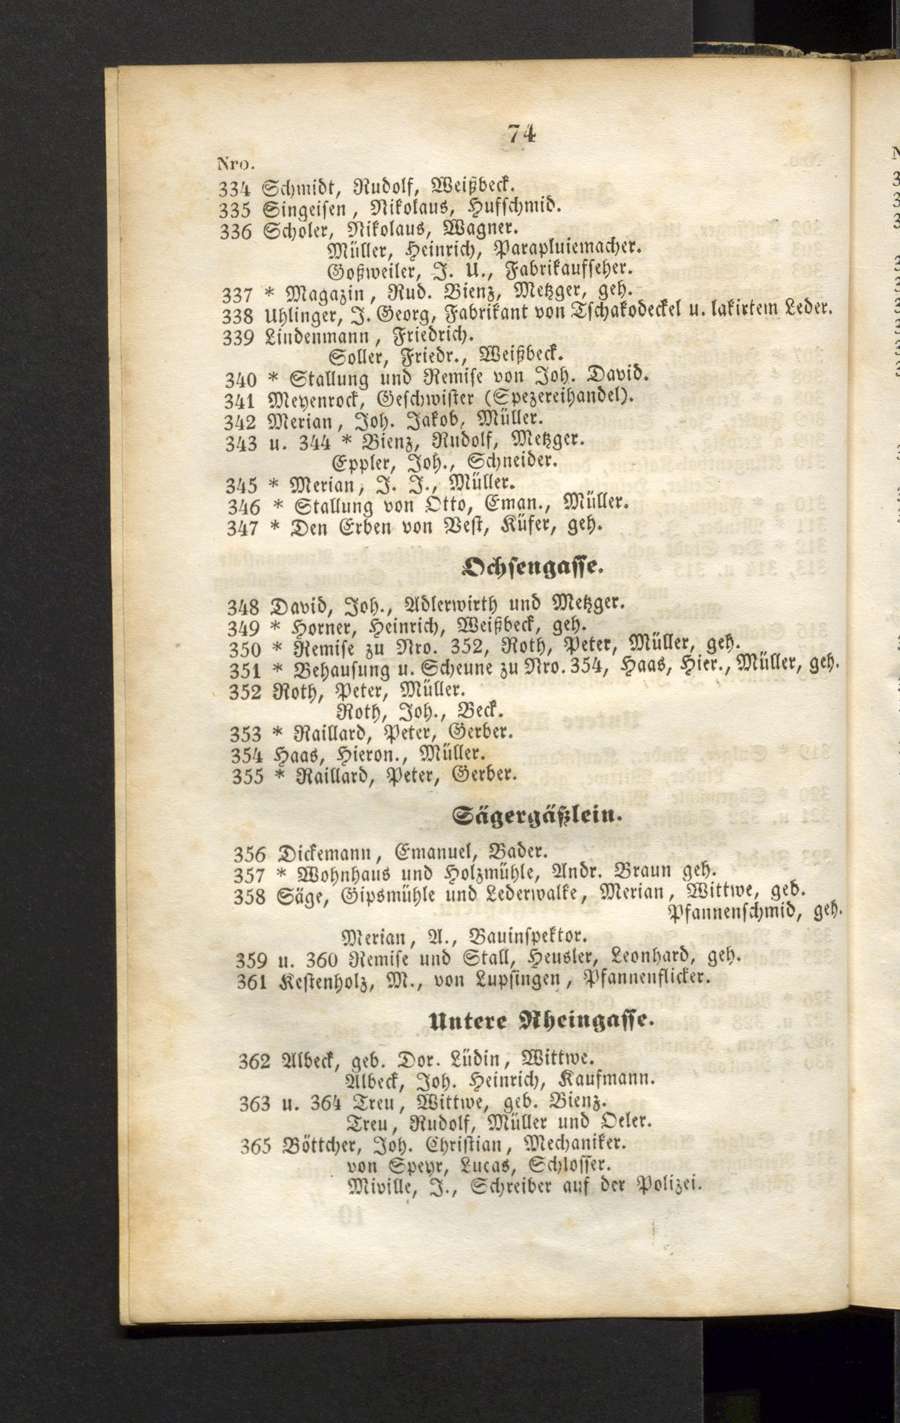 74
Nro.
334 Schmidt, Rudolf, Weißbeck.
335 Singeisen, Nikolaus, Hufschmid.
336 Scholer, Nikolaus, Wagner.
Müller, Heinrich, Parapluiemacher.
Goßweiler, J. U., Fabrikaufseher.
337 * Magazin, Rud. Bienz, Metzger, geh.
338 Uhlinger, J. Georg, Fabrikant von Tschakodeckel u. lakirtem Leder.
339 Lindenmann, Friedrich.
Soller, Friedr., Weißbeck.
340 * Stallung und Remise von Joh. David.
341 Meyenrock, Geschwister (Spezereihandel).
342 Merian, Joh. Jakob, Müller.
343 u. 344 * Bienz, Rudolf, Metzger.
Eppler, Joh., Schneider.
345 * Merian, J. J., Müller.
346 * Stallung von Otto, Eman., Müller.
347 * Den Erben von Vest, Küfer, geh.
Ochsengasse.
348 David, Joh., Adlerwirth und Metzger.
349 * Horner, Heinrich, Weißbeck, geh.
350 * Remise zu Nro. 352, Roth, Peter, Müller, geh.
351 * Behausung u. Scheune zu Nro. 354, Haas, Hier., Müller, geh.
352 Roth, Peter, Müller.
Roth, Joh., Beck.
353 * Raillard, Peter, Gerber.
354 Haas, Hieron., Müller.
355 * Raillard, Peter, Gerber.
Sägergäßlein.
356 Dickemann, Emanuel, Bader.
357 * Wohnhaus und Holzmühle, Andr. Braun geh.
358 Säge, Gipsmühle und Lederwalke, Merian, Wittwe, geb.
Pfannenschmid, geh.
Merian, A., Bauinspektor.
359 u. 360 Remise und Stall, Heusler, Leonhard, geh.
361 Kestenholz, M., von Lupsingen, Pfannenflicker.
Untere Rheingasse.
362 Albeck, geb. Dor. Lüdin, Wittwe.
Albeck, Joh. Heinrich, Kaufmann.
363 u. 364 Treu, Wittwe, geb. Bienz.
Treu, Rudolf, Müller und Oeler.
365 Böttcher, Joh. Christian, Mechaniker.
von Speyr, Lucas, Schlosser.
Miville, J., Schreiber auf der Polizei.